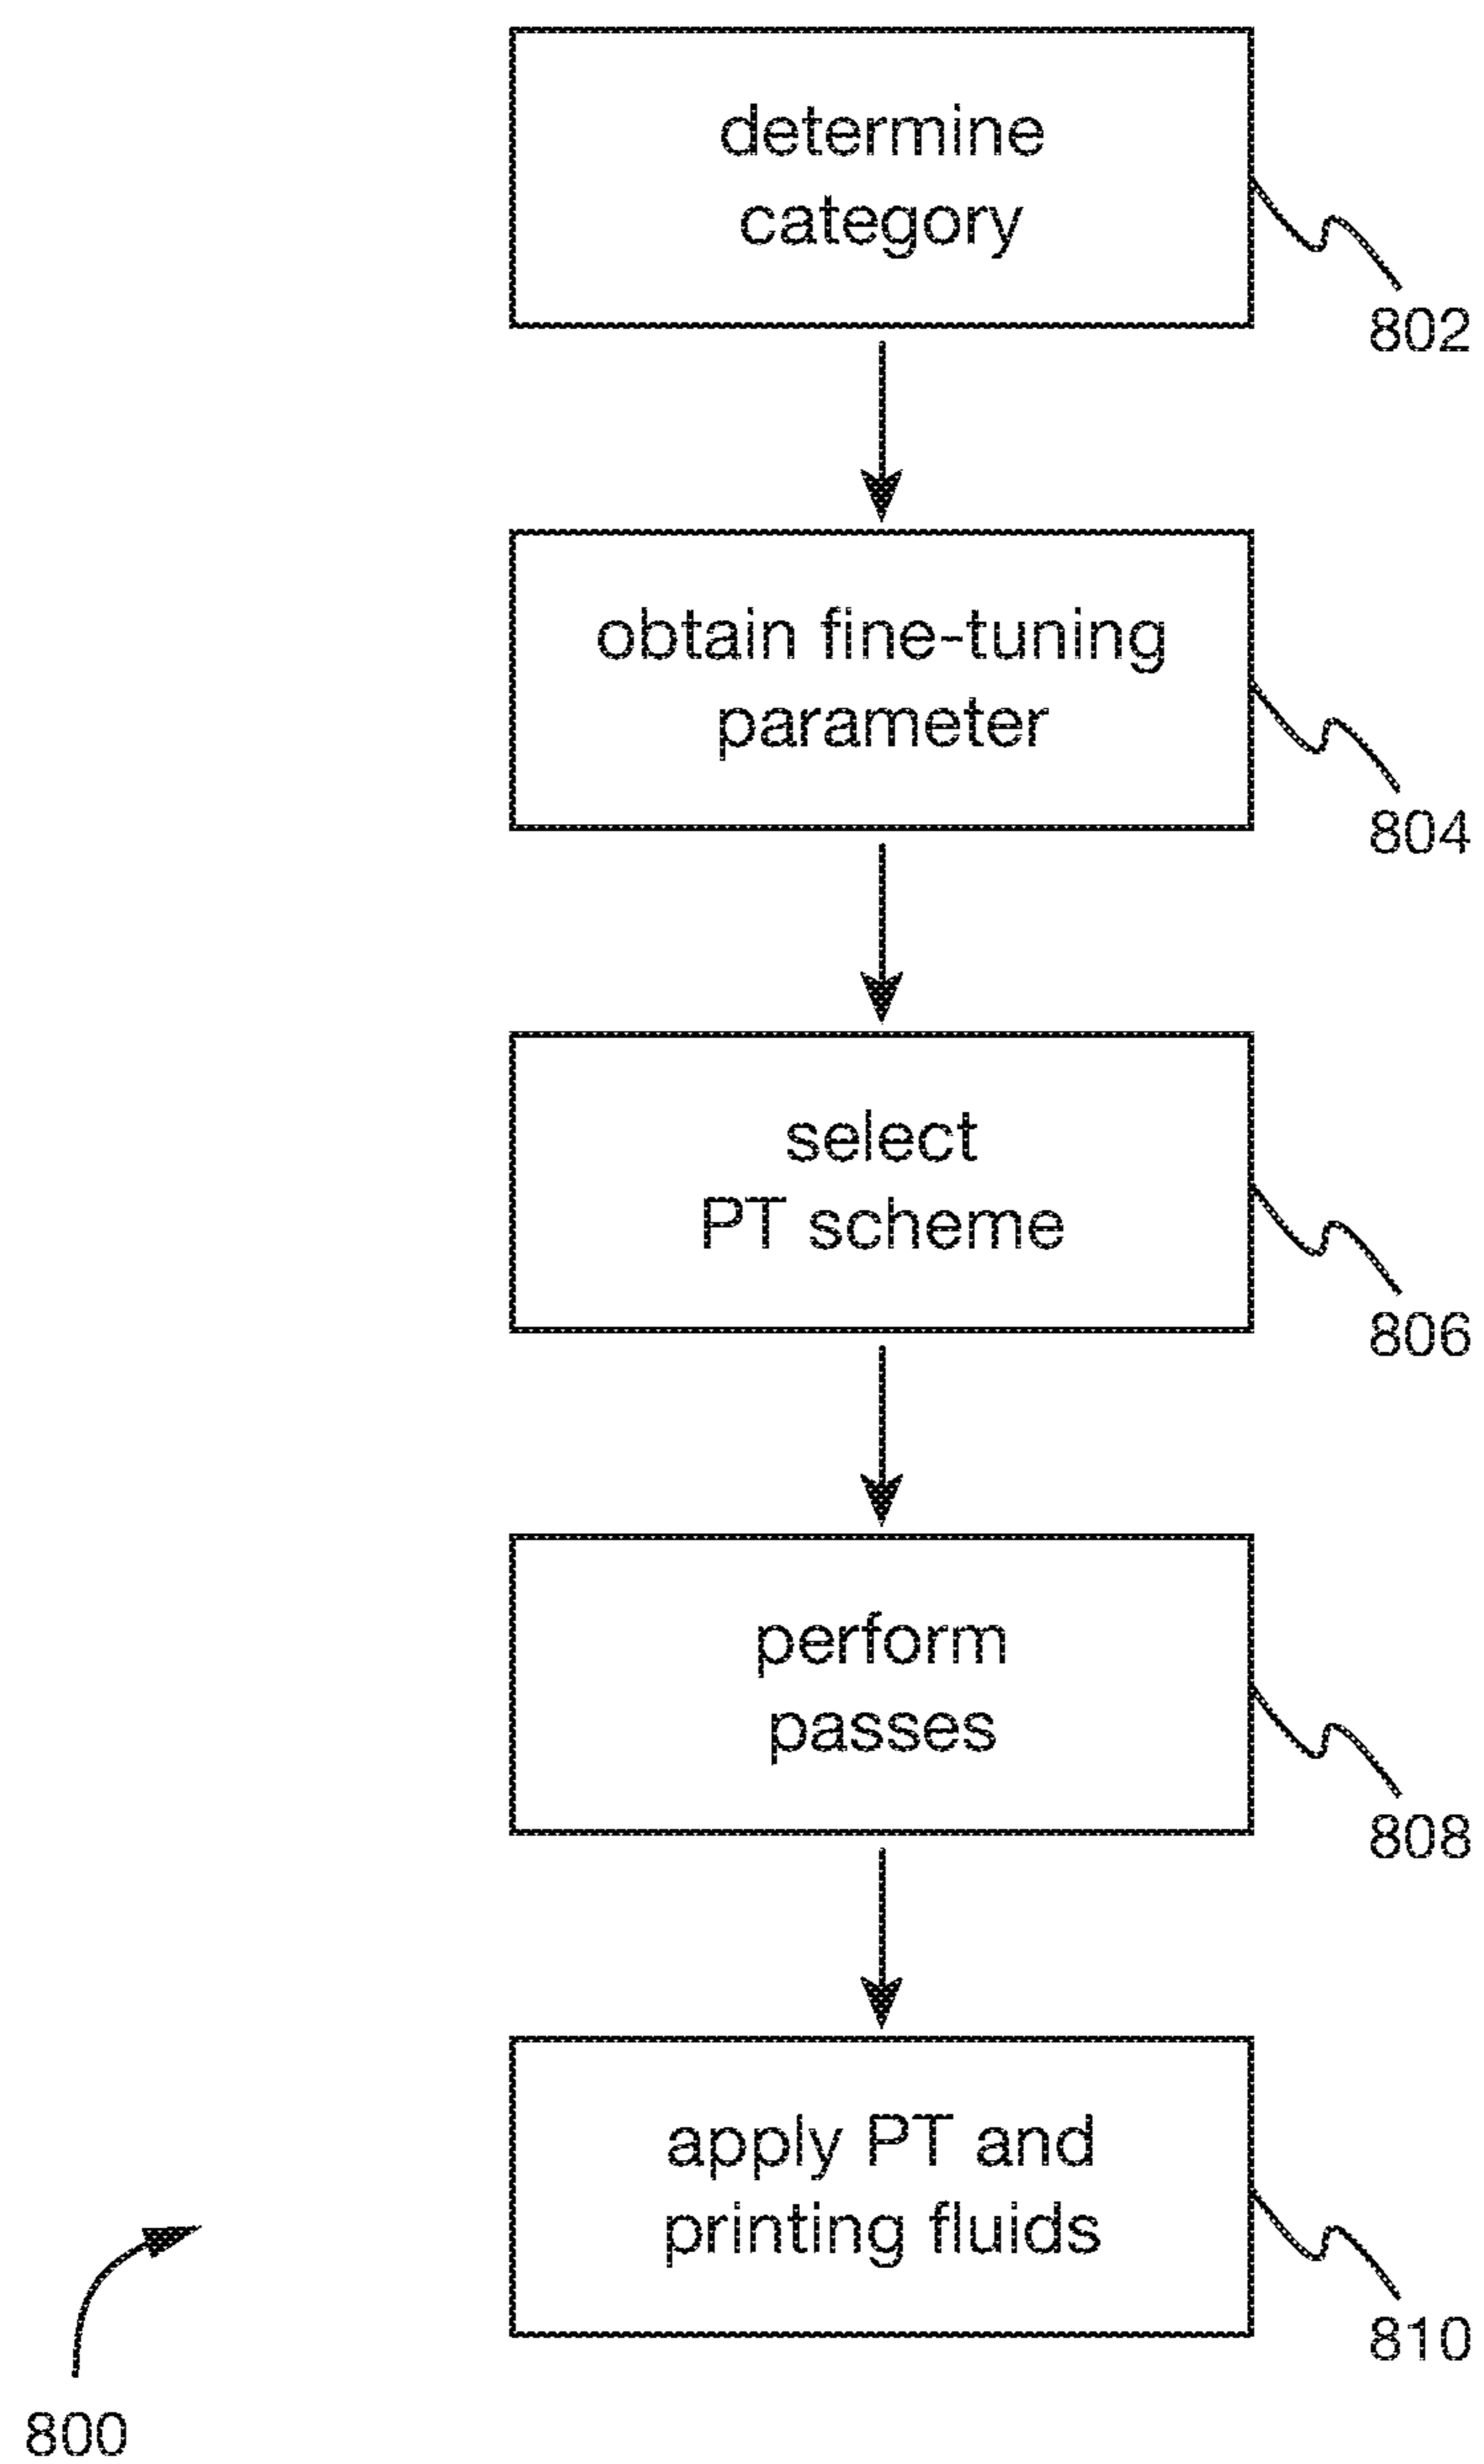 determine
category
802
obtain fine-tuning
parameter
804
select
PT scheme
806
perform
passes
808
apply PT and
printing fluids
810
800